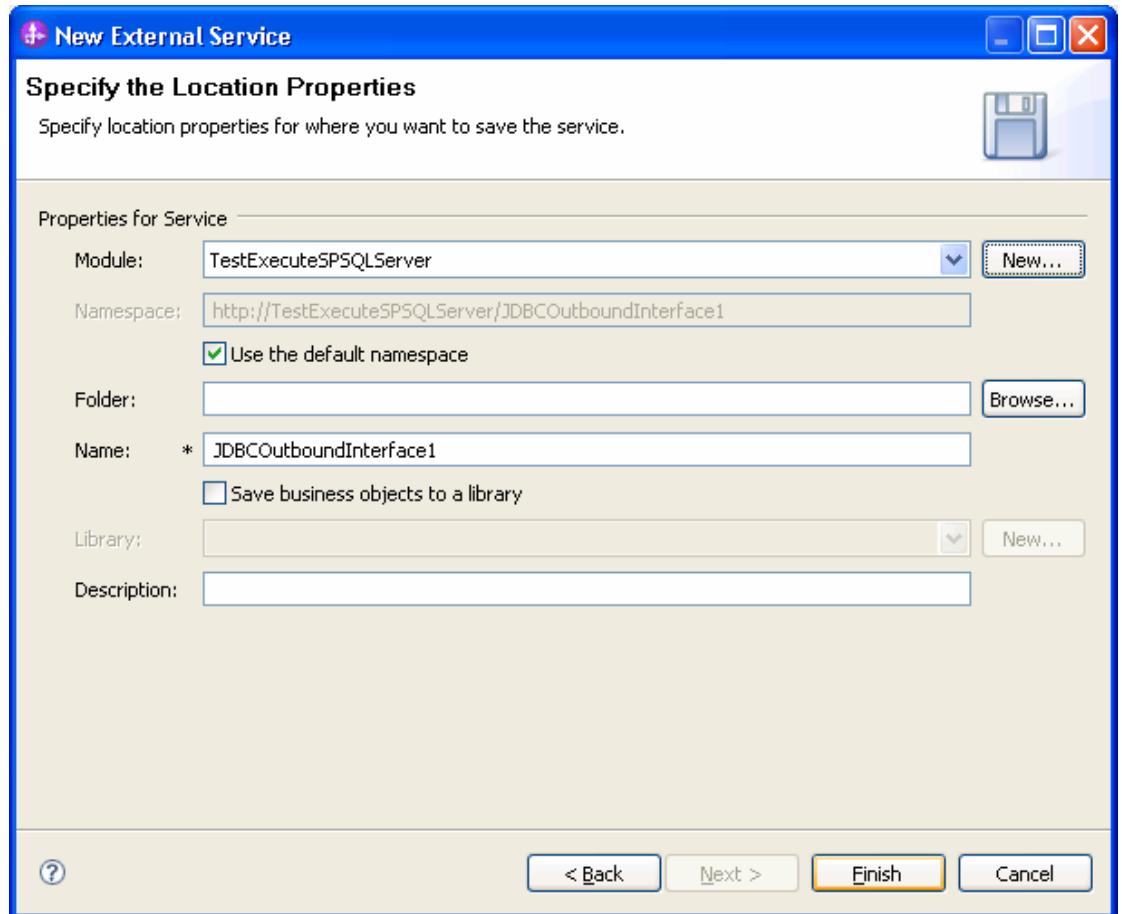 New External Service
Specify the Location Properties
Specify location properties for where you want to save the service.
Properties for Service
Module: TestExecuteSPSQLServer New...
Namespace: http://TestExecuteSPSQLServer/JDBCOutboundInterface1
Use the default namespace
Folder: Browse...
Name: * JDBCOutboundInterface1
Save business objects to a library
Library: New...
Description:
? < Back Next > Finish Cancel